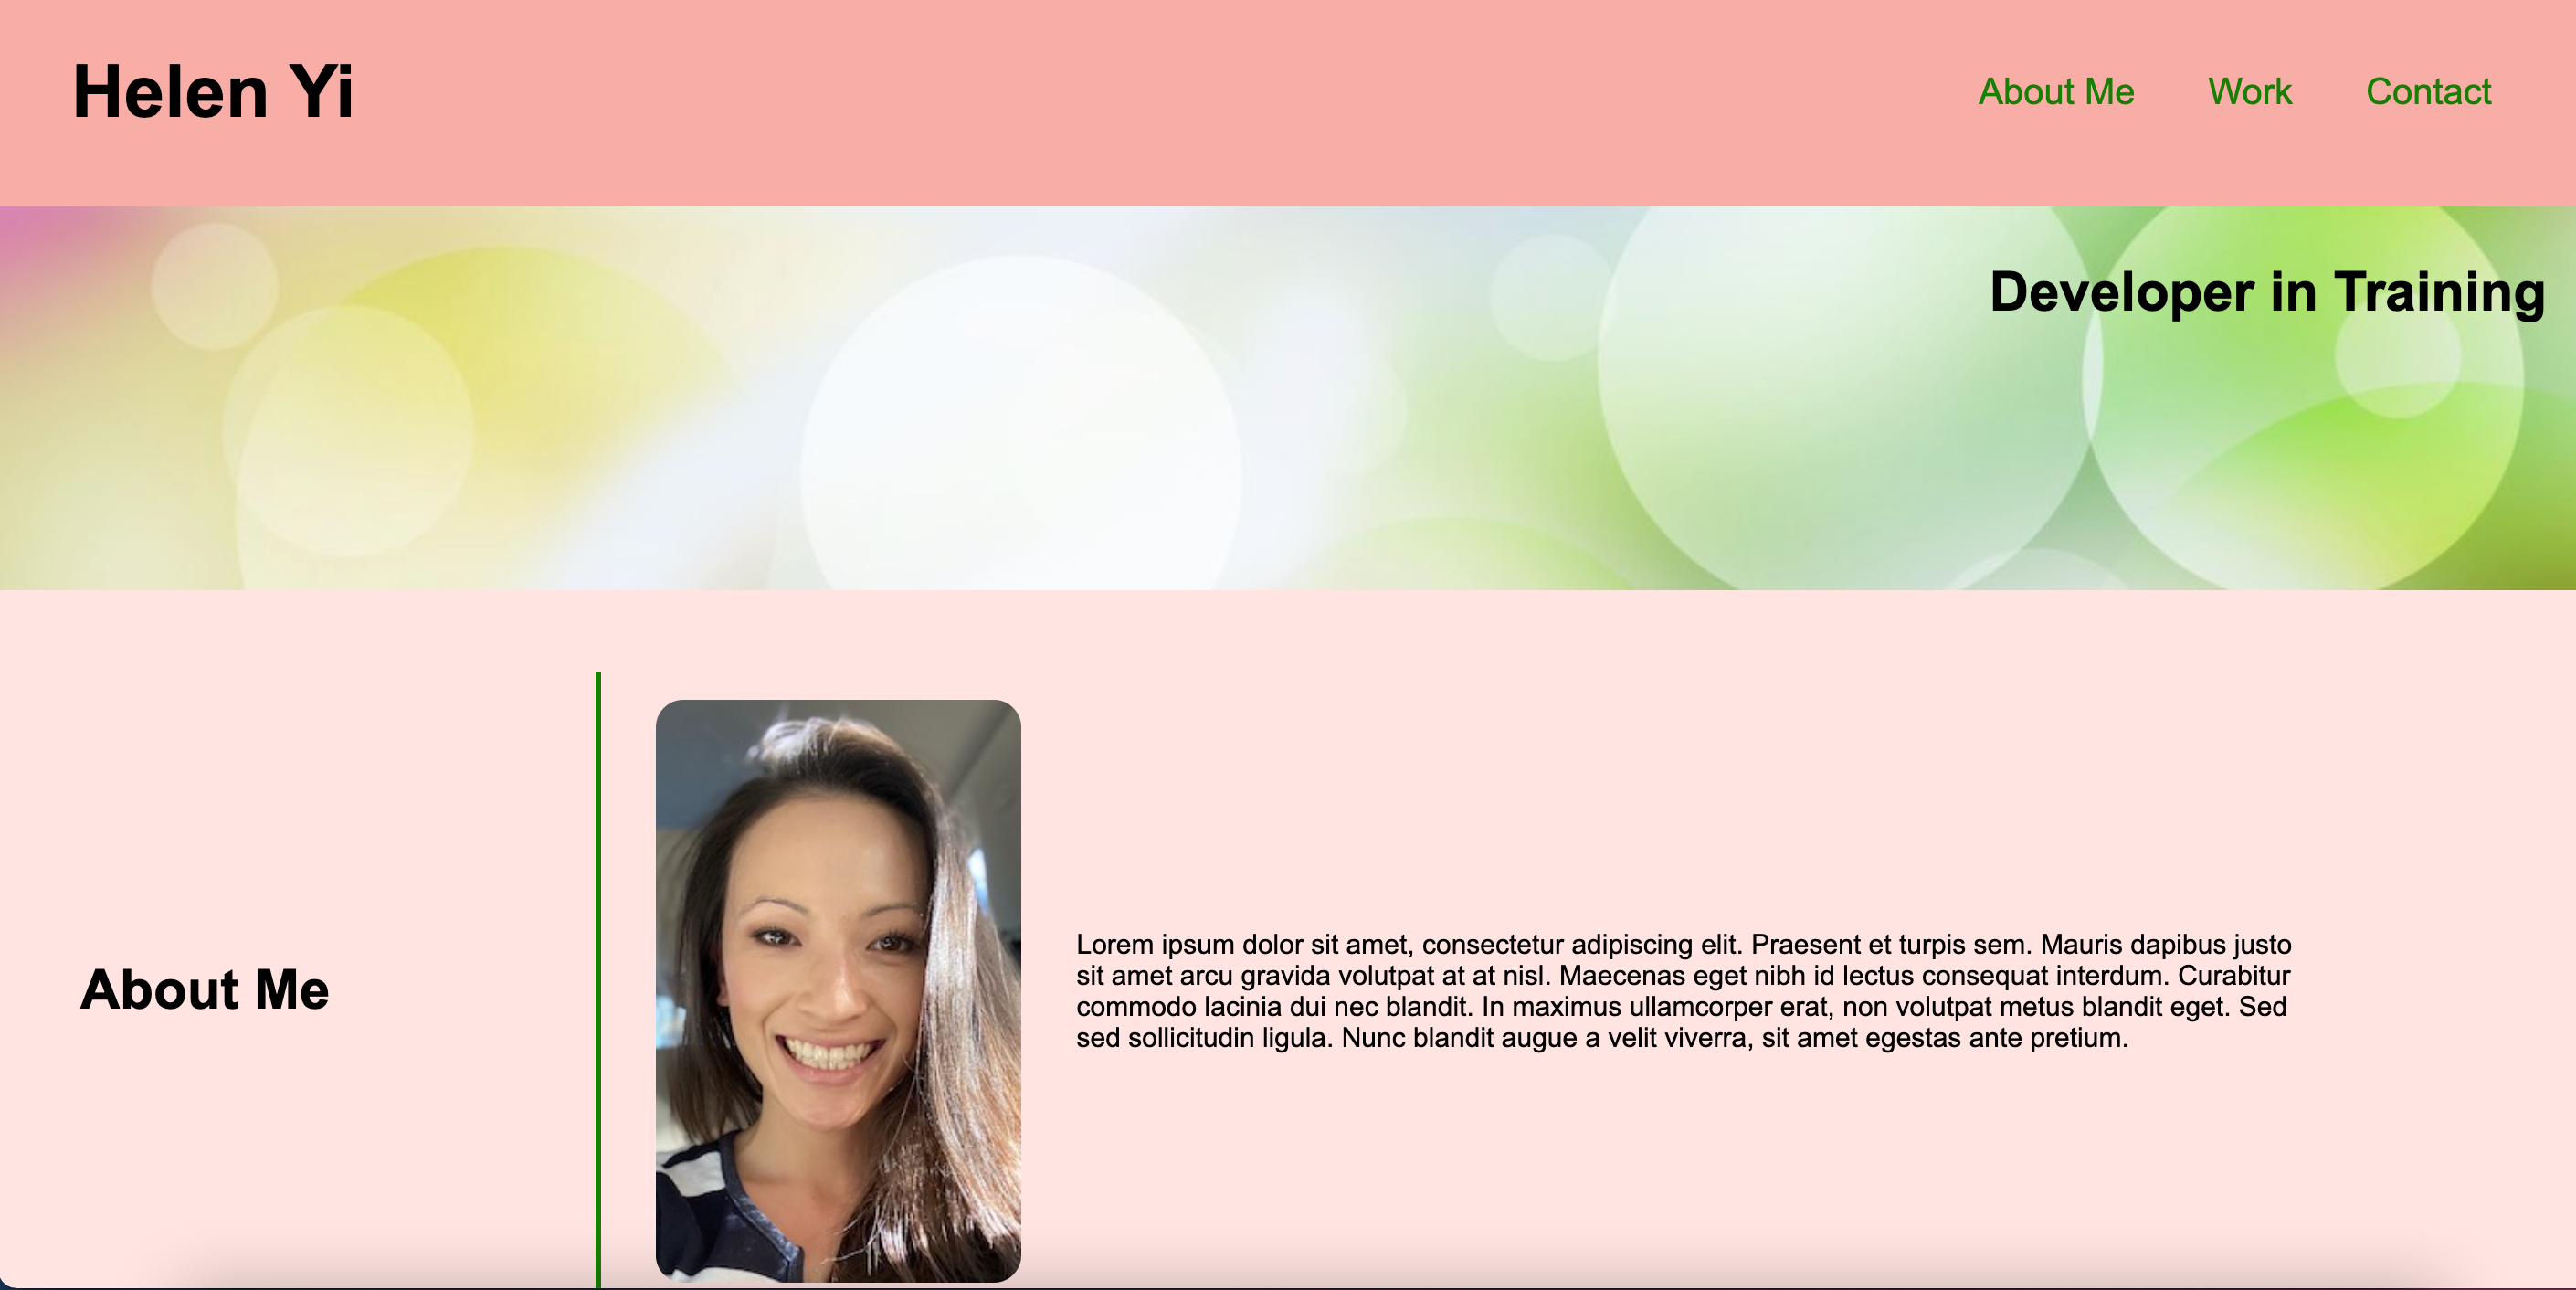 Helen Yi
About Me Work Contact
Developer in Training
About Me
Lorem ipsum dolor sit amet, consectetur adipiscing elit. Praesent et turpis sem. Mauris dapibus justo
sit amet arcu gravida volutpat at at nisl. Maecenas eget nibh id lectus consequat interdum. Curabitur
commodo lacinia dui nec blandit. In maximus ullamcorper erat, non volutpat metus blandit eget. Sed
sed sollicitudin ligula. Nunc blandit augue a velit viverra, sit amet egestas ante pretium.